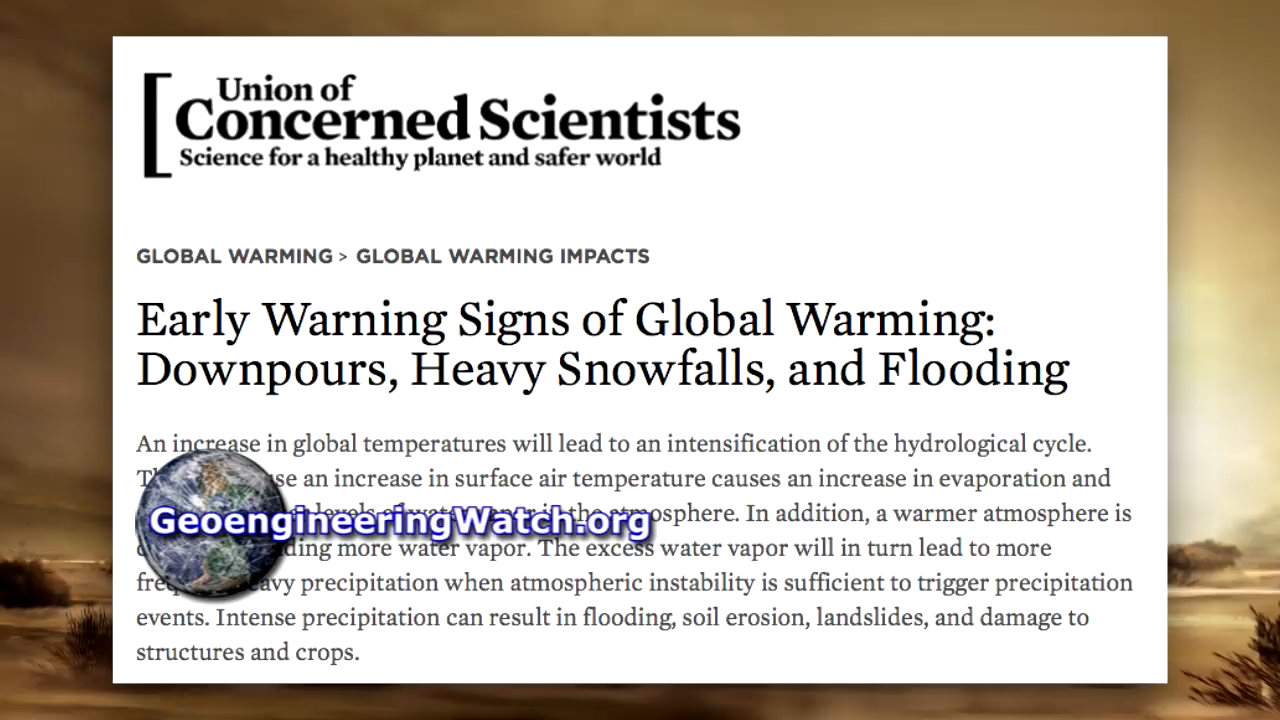 Union of
Concerned Scientists
Science for a healthy planet and safer world
GLOBAL WARMING > GLOBAL WARMING IMPACTS
Early Warning Signs of Global Warming:
Downpours, Heavy Snowfalls, and Flooding
An increase in global temperatures will lead to an intensification of the hydrological cycle.
an increase in surface air temperature causes an increase in evaporation and
GeoengineeringWatch.org
In addition, a warmer atmosphere is
more water vapor. The excess water vapor will in turn lead to more
precipitation when atmospheric instability is sufficient to trigger precipitation
events. Intense precipitation can result in flooding, soil erosion, landslides, and damage to
structures and crops.